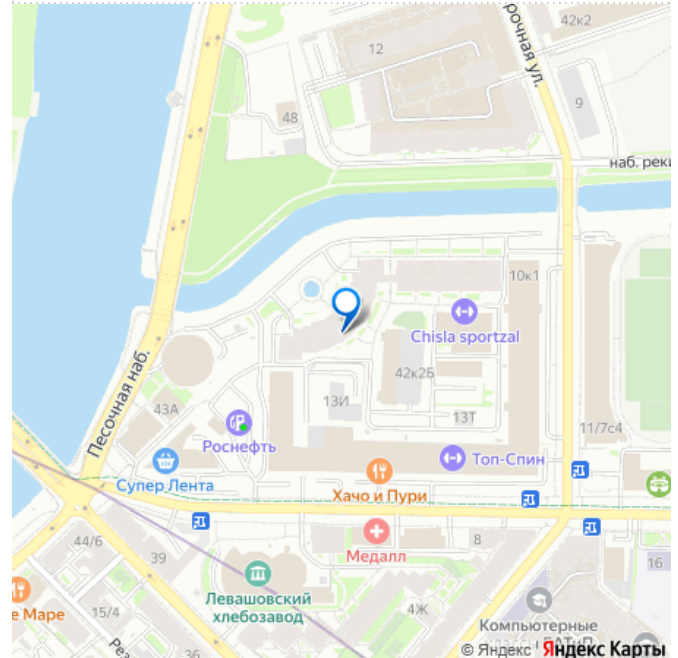 42к2
12
рочная ул.
9
48
наб. реки
10к1
Chisla sportzal
Песочная наб.
42к2Б
13И
43А
13Т
11/7с4
Роснефть
Топ-Спин
Супер Лента
Хачо и Пури
44/6
39
Медалл
8
16
Левашовский
хлебозавод
е Маре
15/4
4Ж
Компьютерные
36
© Яндекс Яндекс Карты